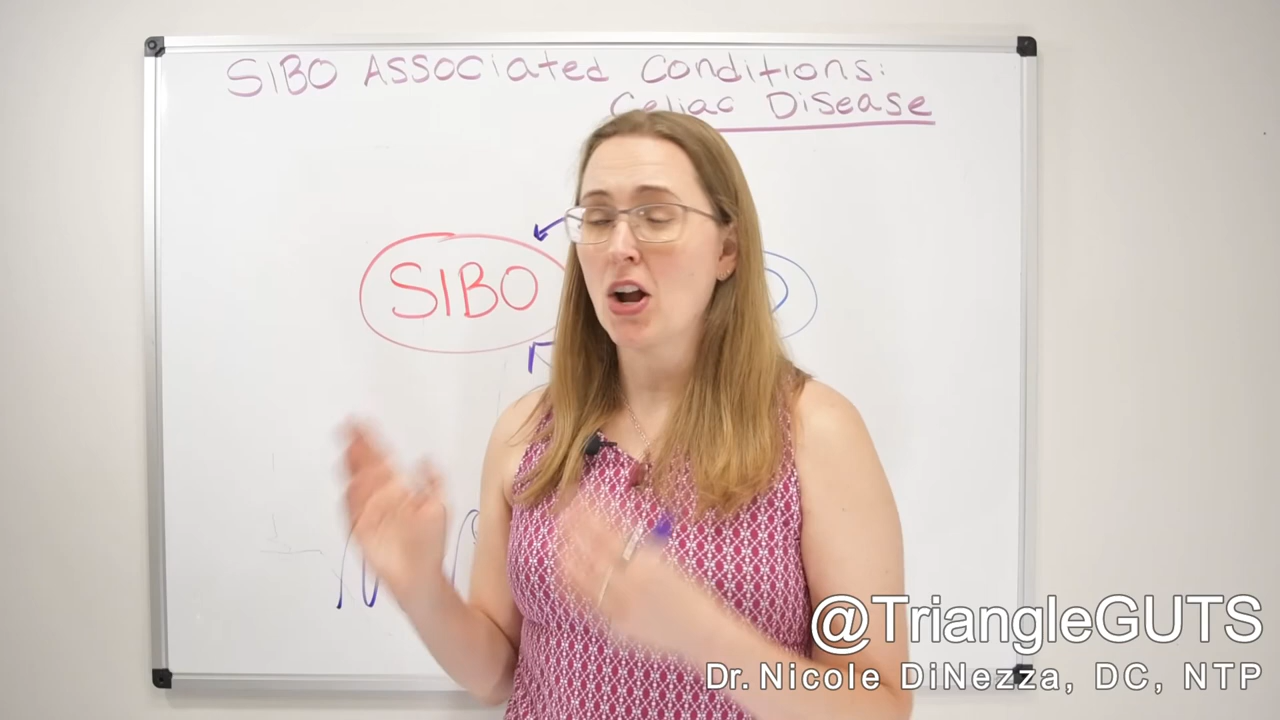 SIBO Associated Conditions:
Celiac Disease
SIBO
@TriangleGUTS
Dr. Nicole DiNezza, DC, NTP